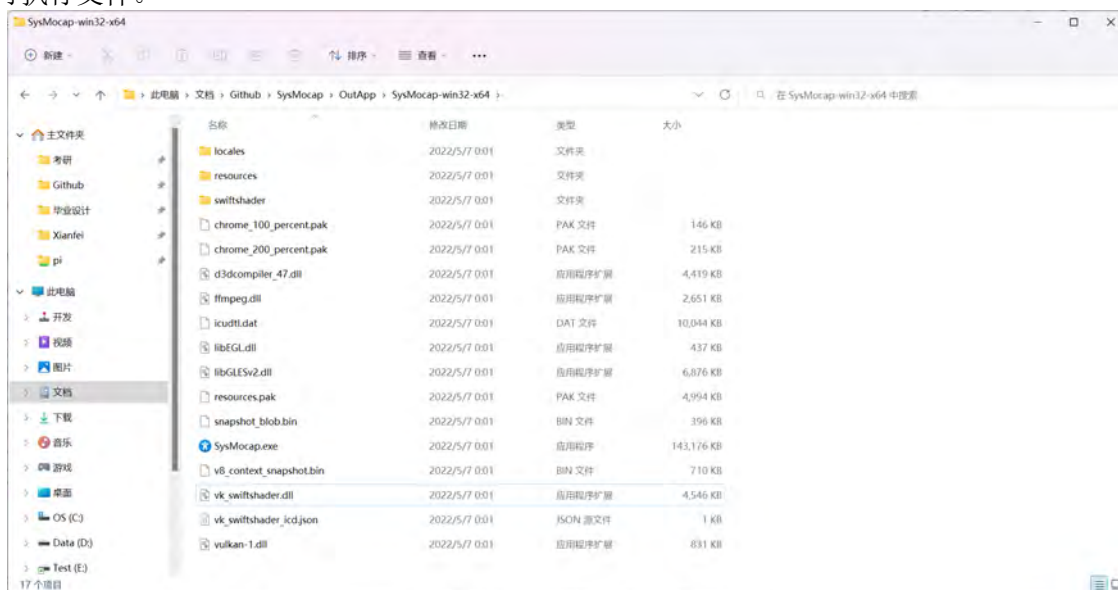 可执行文件。
SysMocap-win32-x64
新建
排序
查看
此电脑 › 文档 › Github › SysMocap › OutApp › SysMocap-win32-x64 ›
在 SysMocap-win32-x64 中搜索
名称 修改日期 类型 大小
主文件夹
考研
Github
毕业设计
Xianfei
pi
此电脑
开发
视频
图片
文档
下载
音乐
游戏
桌面
OS (C:)
Data (D:)
Test (E:)
locales 2022/5/7 0:01 文件夹
resources 2022/5/7 0:01 文件夹
swiftshader 2022/5/7 0:01 文件夹
chrome_100_percent.pak 2022/5/7 0:01 PAK 文件 146 KB
chrome_200_percent.pak 2022/5/7 0:01 PAK 文件 215 KB
d3dcompiler_47.dll 2022/5/7 0:01 应用程序扩展 4,419 KB
ffmpeg.dll 2022/5/7 0:01 应用程序扩展 2,651 KB
icudtl.dat 2022/5/7 0:01 DAT 文件 10,044 KB
libEGL.dll 2022/5/7 0:01 应用程序扩展 437 KB
libGLESv2.dll 2022/5/7 0:01 应用程序扩展 6,876 KB
resources.pak 2022/5/7 0:01 PAK 文件 4,994 KB
snapshot_blob.bin 2022/5/7 0:01 BIN 文件 396 KB
SysMocap.exe 2022/5/7 0:01 应用程序 143,176 KB
v8_context_snapshot.bin 2022/5/7 0:01 BIN 文件 710 KB
vk_swiftshader.dll 2022/5/7 0:01 应用程序扩展 4,546 KB
vk_swiftshader_icd.json 2022/5/7 0:01 JSON 源文件 1 KB
vulkan-1.dll 2022/5/7 0:01 应用程序扩展 831 KB
17 个项目